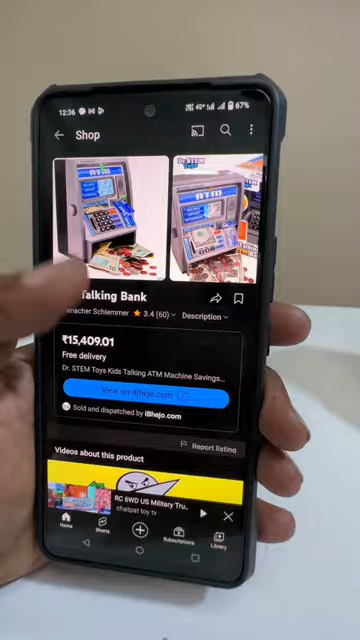 12:36
67%
Shop
ATM
ATM
Talking Bank
macher Schlemmer 3.4 (60)
Description
₹15,409.01
Free delivery
Dr. STEM Toys Kids Talking ATM Machine Savings...
View on iBhejo.com
Sold and dispatched by iBhejo.com
Report listing
Videos about this product
RC 6WD US Military Tru...
chatpat toy tv
Home
Shorts
Subscriptions
Library